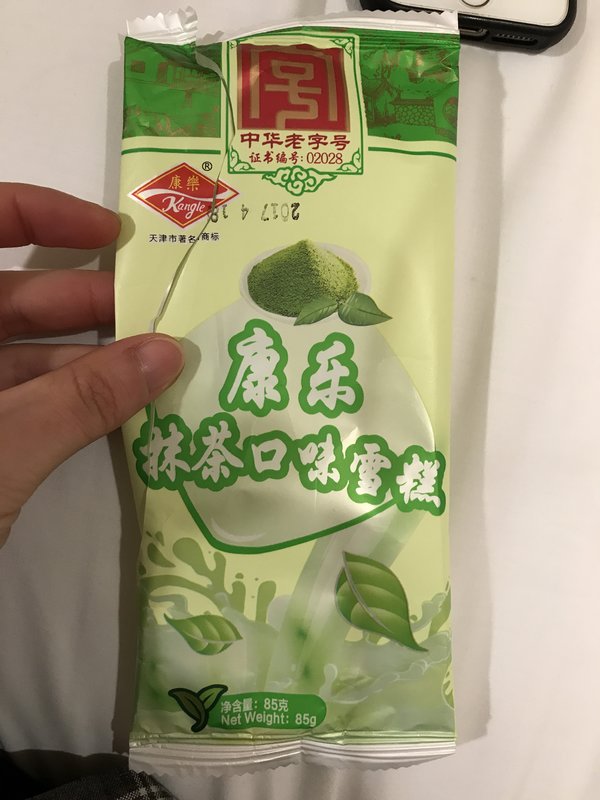 中华老字号
证书编号:02028
康樂®
Kangle
天津市著名商标
2017 4 18
康乐
抹茶口味雪糕
净含量: 85克
Net Weight: 85g